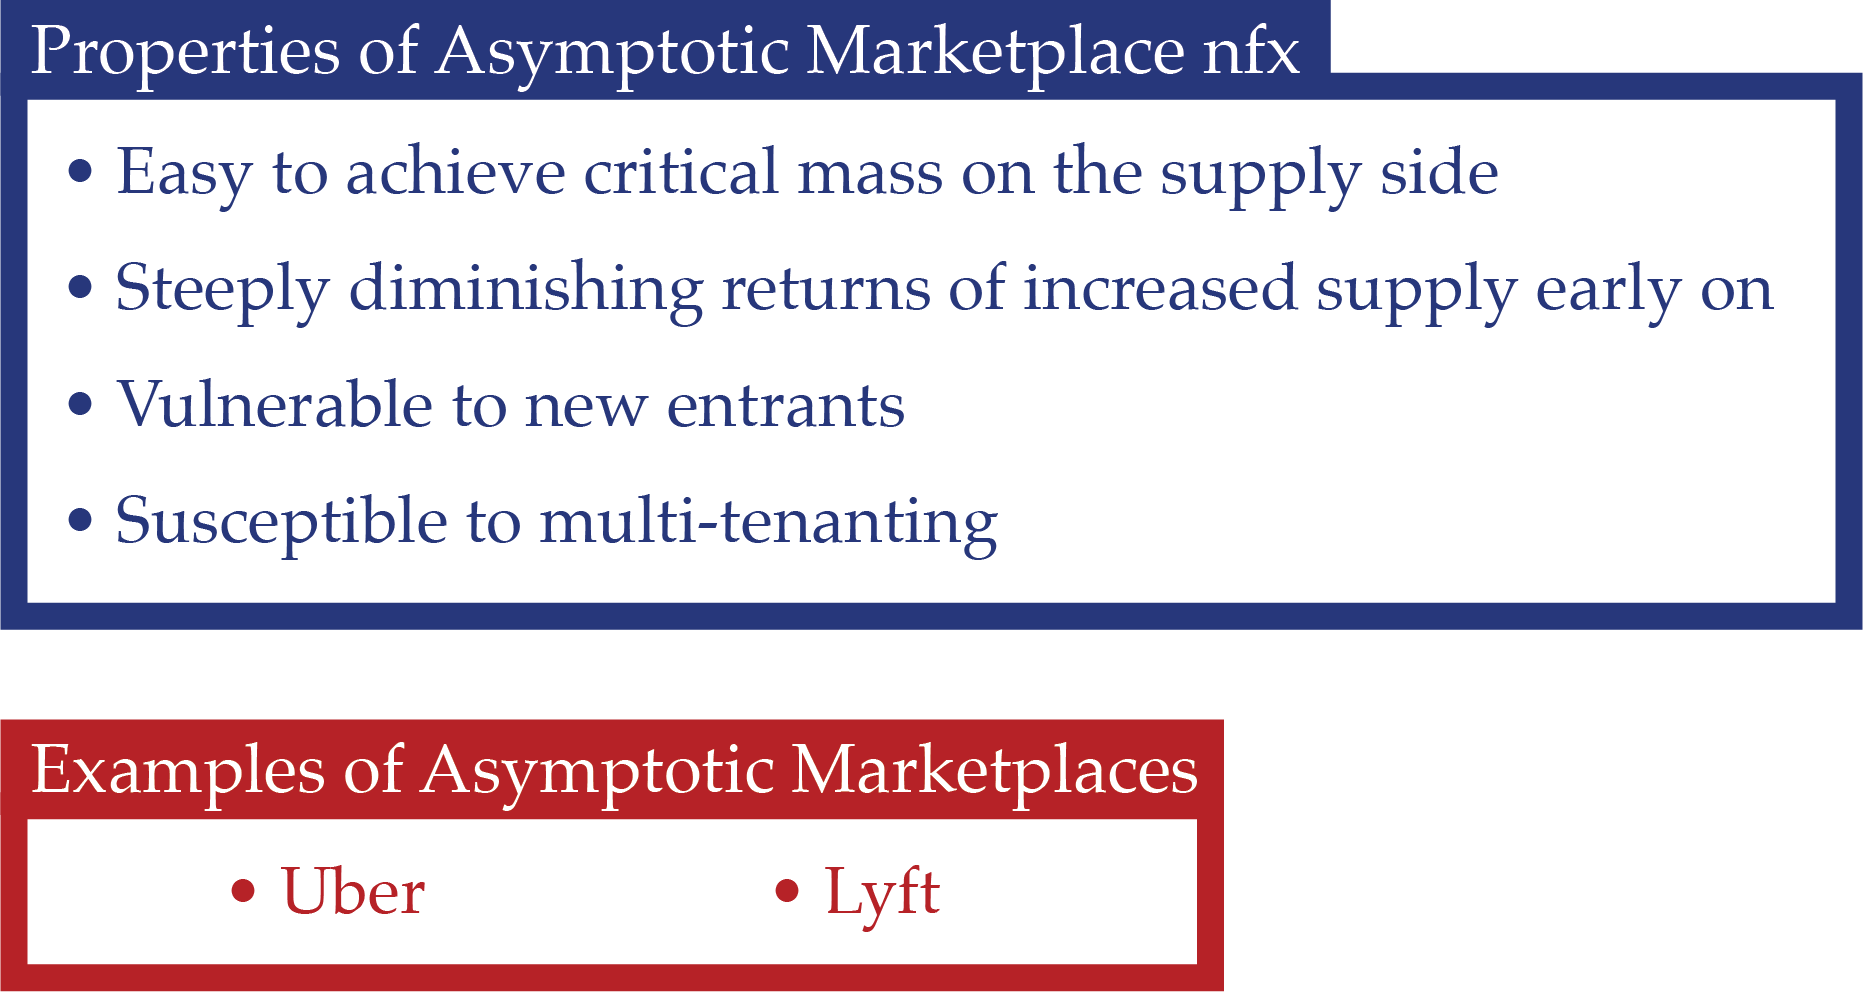 Properties of Asymptotic Marketplace nfx
• Easy to achieve critical mass on the supply side
• Steeply diminishing returns of increased supply early on
• Vulnerable to new entrants
• Susceptible to multi-tenanting
Examples of Asymptotic Marketplaces
• Uber • Lyft